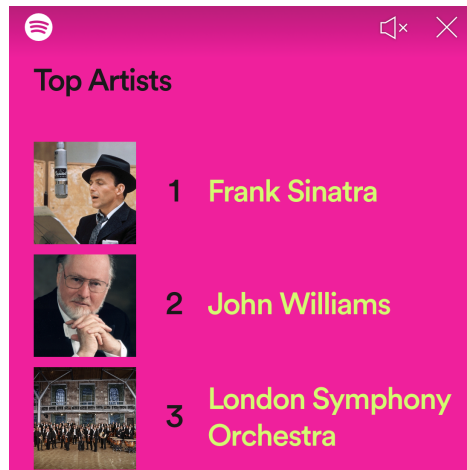 Top Artists
1 Frank Sinatra
2 John Williams
3 London Symphony
Orchestra